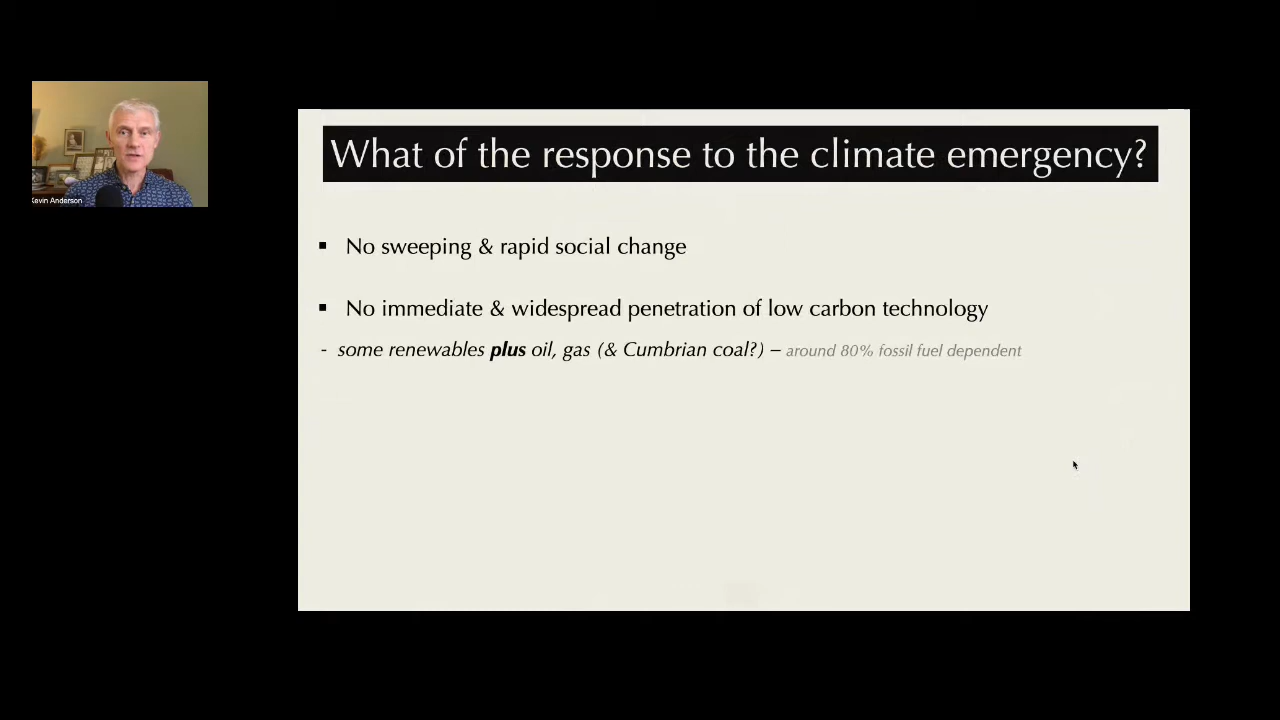 Kevin Anderson
What of the response to the climate emergency?
▪ No sweeping & rapid social change
▪ No immediate & widespread penetration of low carbon technology
- some renewables plus oil, gas (& Cumbrian coal?) – around 80% fossil fuel dependent